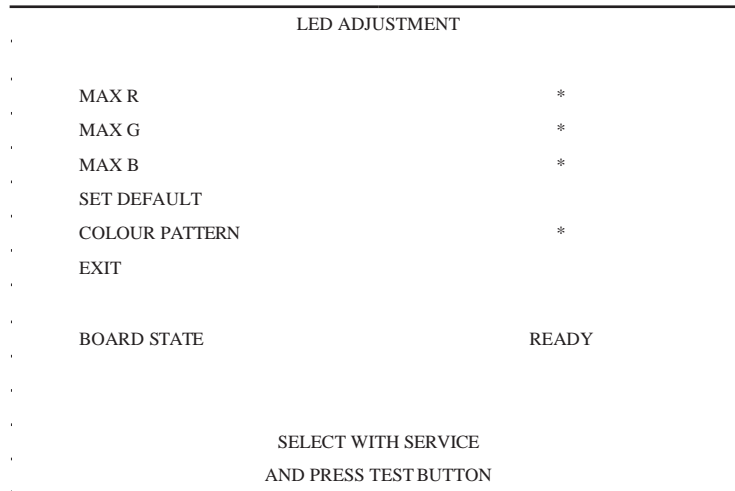 LED ADJUSTMENT
MAX R *
MAX G *
MAX B *
SET DEFAULT
COLOUR PATTERN *
EXIT
BOARD STATE READY
SELECT WITH SERVICE
AND PRESS TEST BUTTON